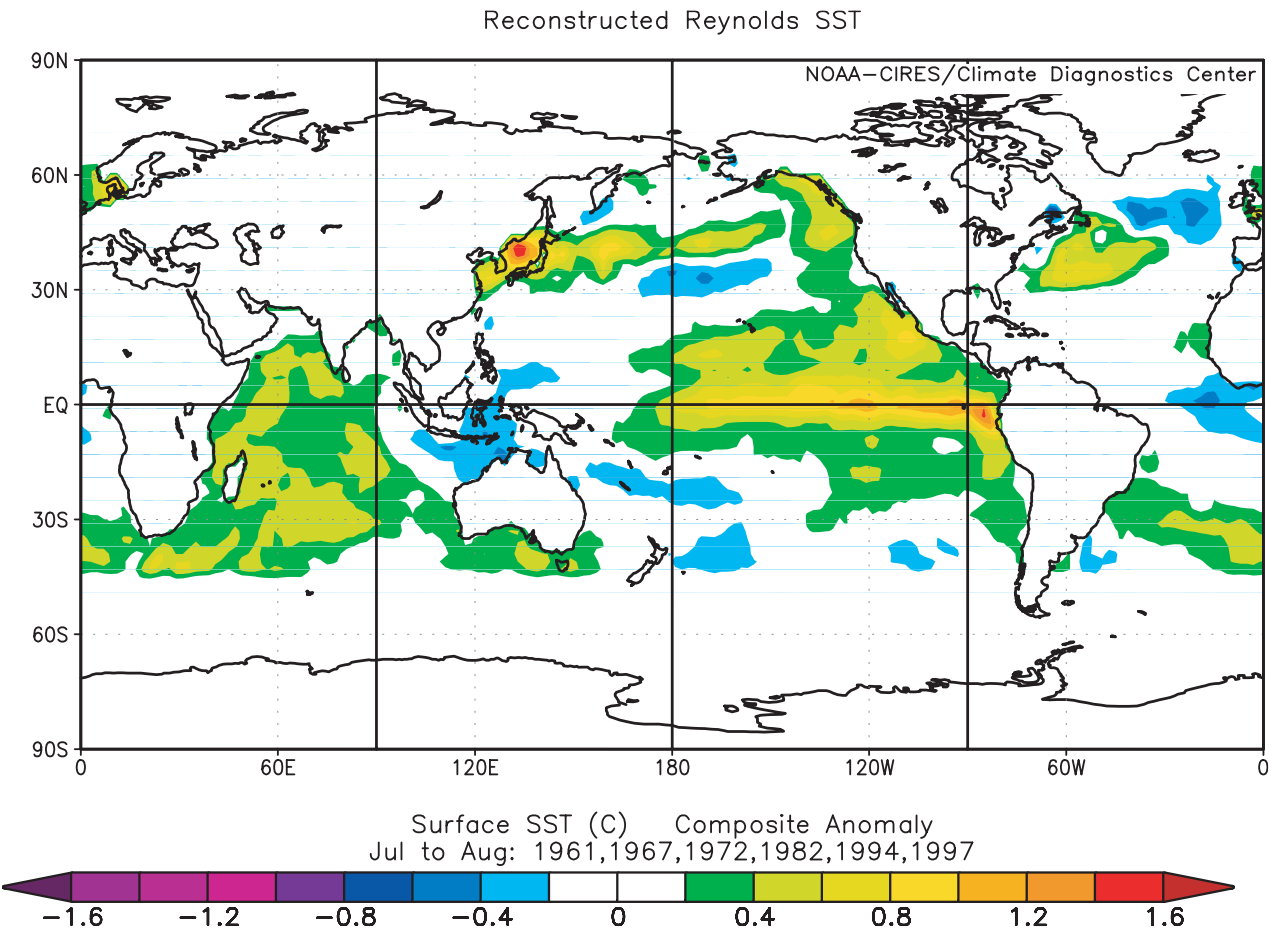 Reconstructed Reynolds SST
NOAA−CIRES/Climate Diagnostics Center
90N
60N
30N
EQ
30S
60S
90S
0 60E 120E 180 120W 60W 0
Surface SST (C) Composite Anomaly
Jul to Aug: 1961,1967,1972,1982,1994,1997
−1.6 −1.2 −0.8 −0.4 0 0.4 0.8 1.2 1.6